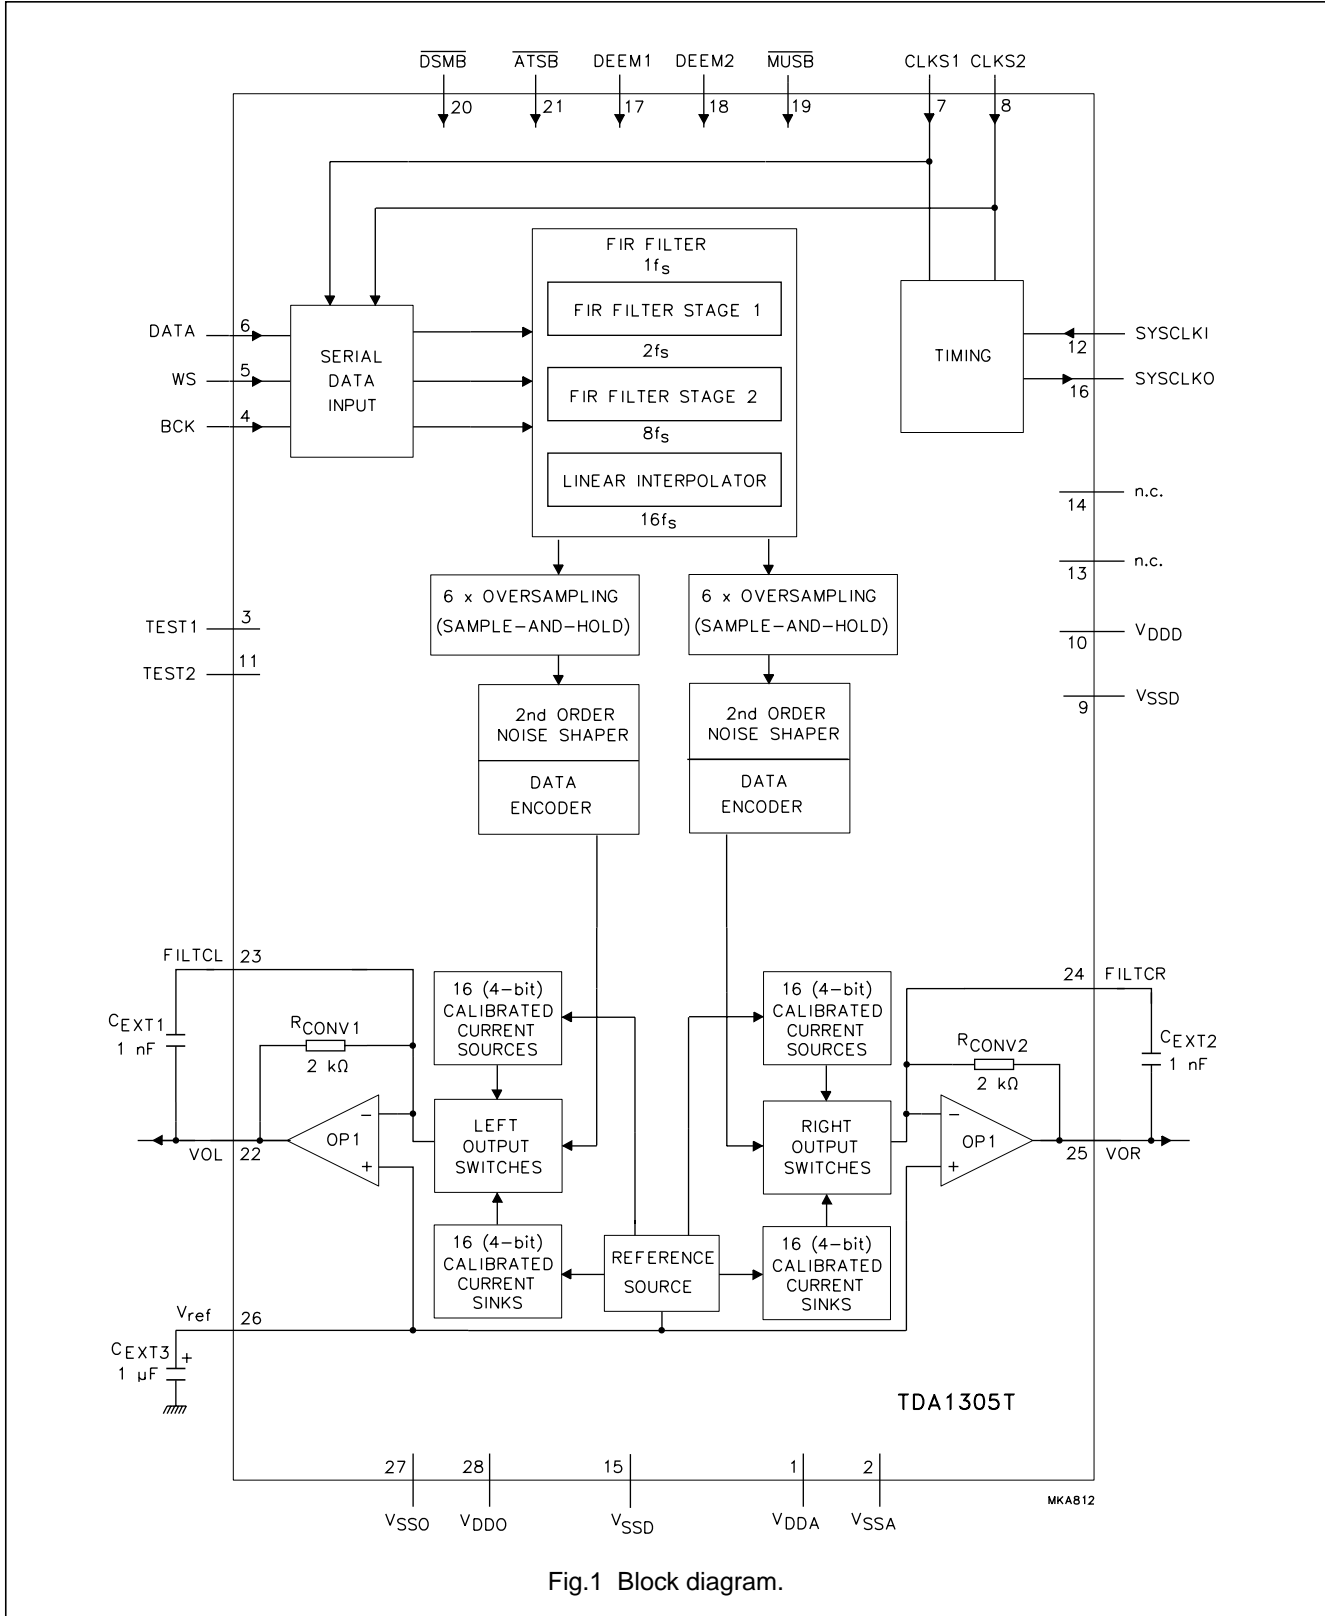 DSMB ATSB DEEM1 DEEM2 MUSB CLKS1 CLKS2
20 21 17 18 19 7 8
FIR FILTER
1fs
FIR FILTER STAGE 1
2fs
FIR FILTER STAGE 2
8fs
LINEAR INTERPOLATOR
16fs
DATA 6
WS 5
BCK 4
SERIAL
DATA
INPUT
TIMING
12 SYSCLKI
16 SYSCLKO
14 n.c.
13 n.c.
10 VDDD
9 VSSD
TEST1 3
TEST2 11
6 x OVERSAMPLING
(SAMPLE-AND-HOLD)
6 x OVERSAMPLING
(SAMPLE-AND-HOLD)
2nd ORDER
NOISE SHAPER
DATA
ENCODER
2nd ORDER
NOISE SHAPER
DATA
ENCODER
FILTCL 23
CEXT1
1 nF
RCONV1
2 kΩ
16 (4-bit)
CALIBRATED
CURRENT
SOURCES
16 (4-bit)
CALIBRATED
CURRENT
SOURCES
24 FILTCR
RCONV2
2 kΩ
CEXT2
1 nF
−
OP1
+
VOL 22
LEFT
OUTPUT
SWITCHES
RIGHT
OUTPUT
SWITCHES
−
OP1
+
25 VOR
16 (4-bit)
CALIBRATED
CURRENT
SINKS
REFERENCE
SOURCE
16 (4-bit)
CALIBRATED
CURRENT
SINKS
Vref 26
CEXT3 +
1 µF
TDA1305T
27 28 15 1 2
VSSO VDDO VSSD VDDA VSSA
MKA812
Fig.1 Block diagram.